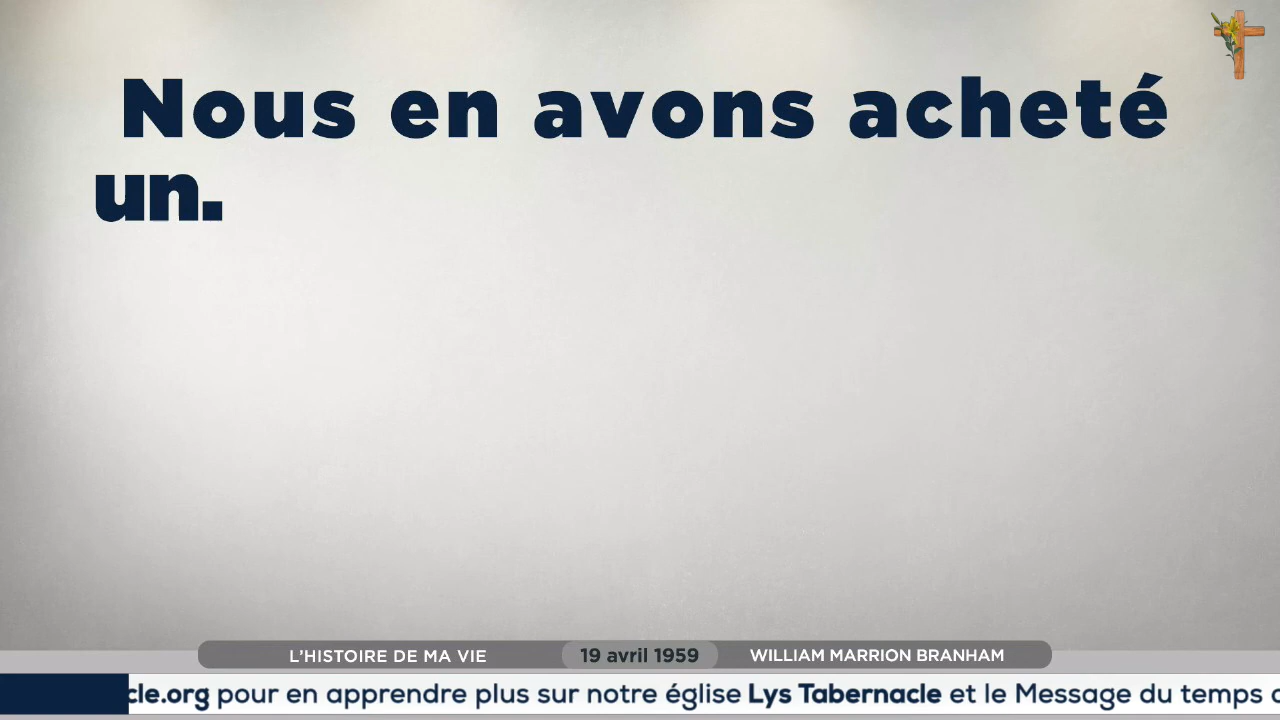 Nous en avons acheté
un.
L'HISTOIRE DE MA VIE 19 avril 1959 WILLIAM MARRION BRANHAM
cle.org pour en apprendre plus sur notre église Lys Tabernacle et le Message du temps